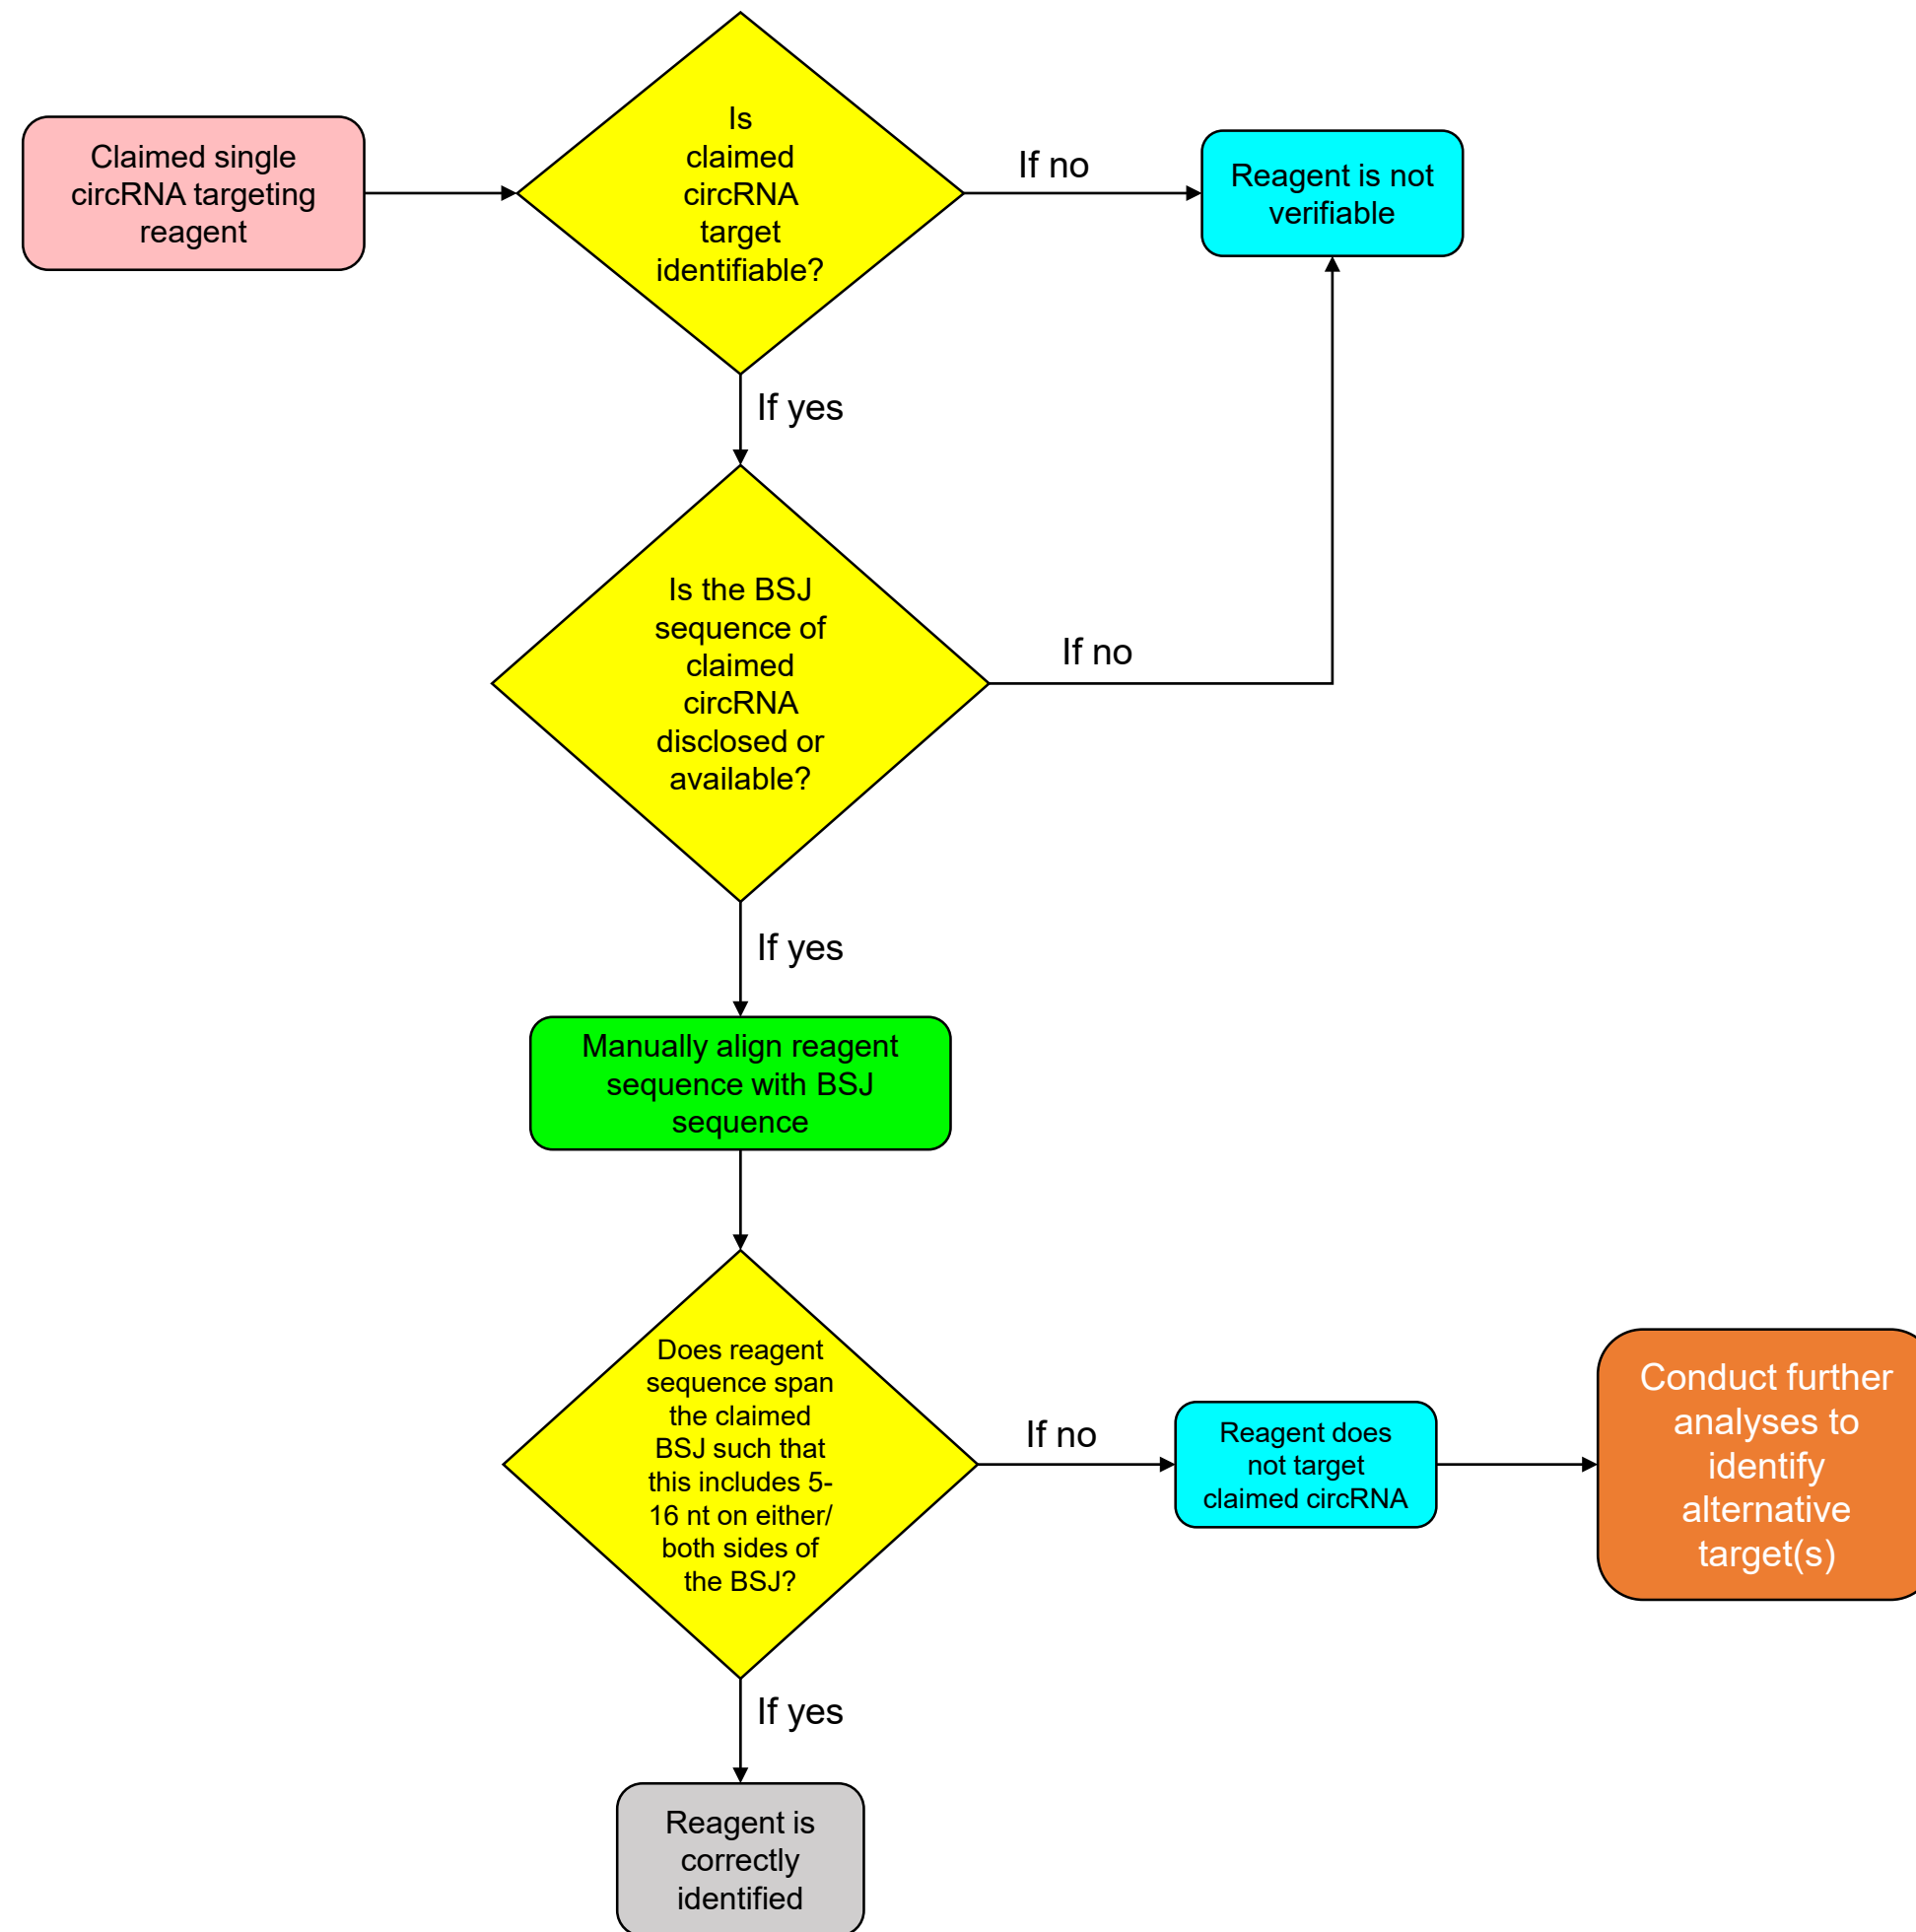 Claimed single
circRNA targeting
reagent
Is
claimed
circRNA
target
identifiable?
If no
Reagent is not
verifiable
If yes
Is the BSJ
sequence of
claimed
circRNA
disclosed or
available?
If no
If yes
Manually align reagent
sequence with BSJ
sequence
Does reagent
sequence span
the claimed
BSJ such that
this includes 5-
16 nt on either/
both sides of
the BSJ?
If no
Reagent does
not target
claimed circRNA
Conduct further
analyses to
identify
alternative
target(s)
If yes
Reagent is
correctly
identified